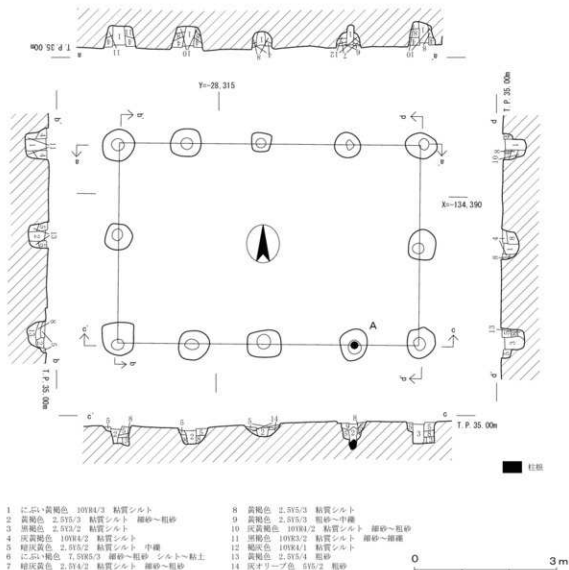 T.P.35.00m
a
a'
Y=-28,315
T.P.35.00m
b'
b
d
d'
X=-134,390
A
c'
c
T.P.35.00m
柱根
1 にぶい黄褐色 10YR4/3 粘質シルト
2 黄褐色 2.5Y5/3 粘質シルト 細砂~粗砂
3 黒褐色 2.5Y3/2 粘質シルト
4 灰黄褐色 10YR4/2 粘質シルト
5 暗灰黄色 2.5Y5/2 粘質シルト 中礫
6 にぶい褐色 7.5YR5/3 細砂~粗砂 シルト~粘土
7 暗灰黄色 2.5Y4/2 粘質シルト 細砂~粗砂
8 黄褐色 2.5Y5/3 粘質シルト
9 黄褐色 2.5Y5/3 粗砂~中礫
10 灰黄褐色 10YR4/2 粘質シルト 細砂~粗砂
11 黒褐色 10YR3/2 粘質シルト 細砂~細礫
12 褐灰色 10YR4/1 粘質シルト
13 黄褐色 2.5Y5/4 粗砂
14 灰オリーブ色 5Y5/2 粗砂
0 3m